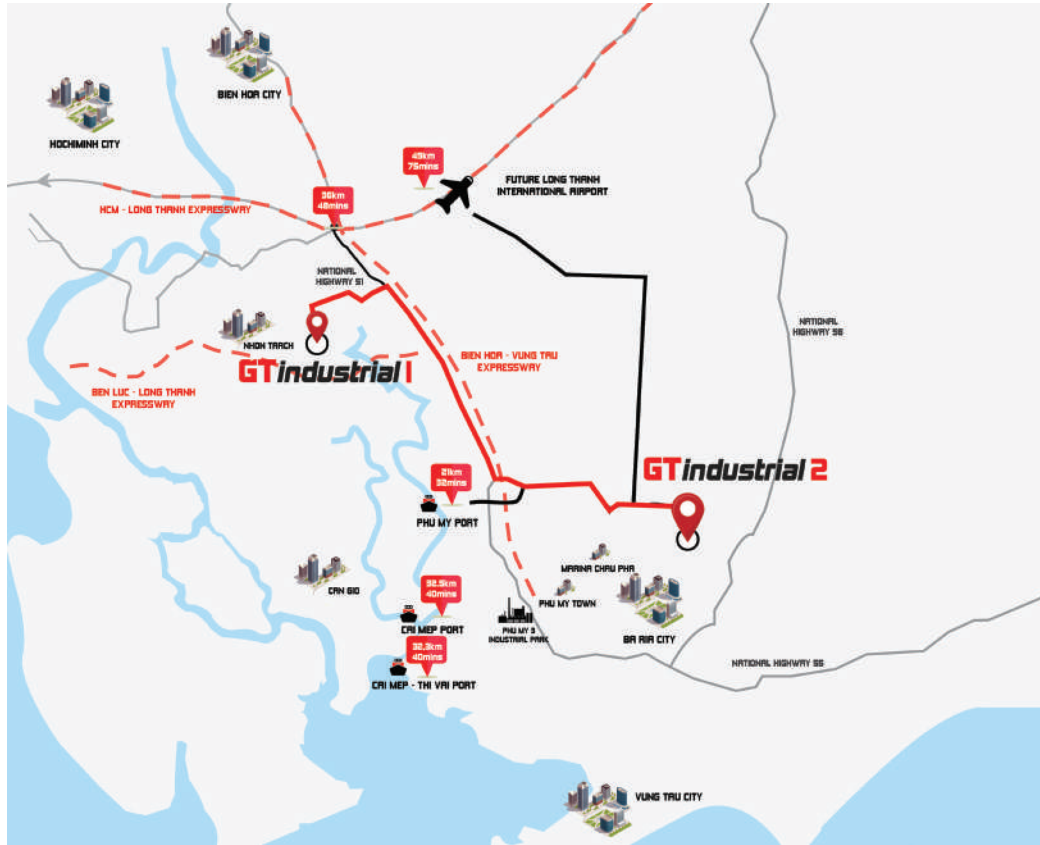 BIEN HOA CITY
HOCHIMINH CITY
45km
75mins
FUTURE LONG THANH
INTERNATIONAL AIRPORT
HCM - LONG THANH EXPRESSWAY
36km
48mins
NATIONAL
HIGHWAY 51
NHON TRACH
GTindustrial 1
BIEN HOA - VUNG TAU
EXPRESSWAY
NATIONAL
HIGHWAY 56
BEN LUC - LONG THANH
EXPRESSWAY
GTindustrial 2
21km
32mins
PHU MY PORT
MARINA CHAU PHA
CAN GIO
32.5km
40mins
CAI MEP PORT
PHU MY TOWN
PHU MY 3
INDUSTRIAL PARK
BA RIA CITY
32.3km
40mins
CAI MEP - THI VAI PORT
NATIONAL HIGHWAY 55
VUNG TAU CITY